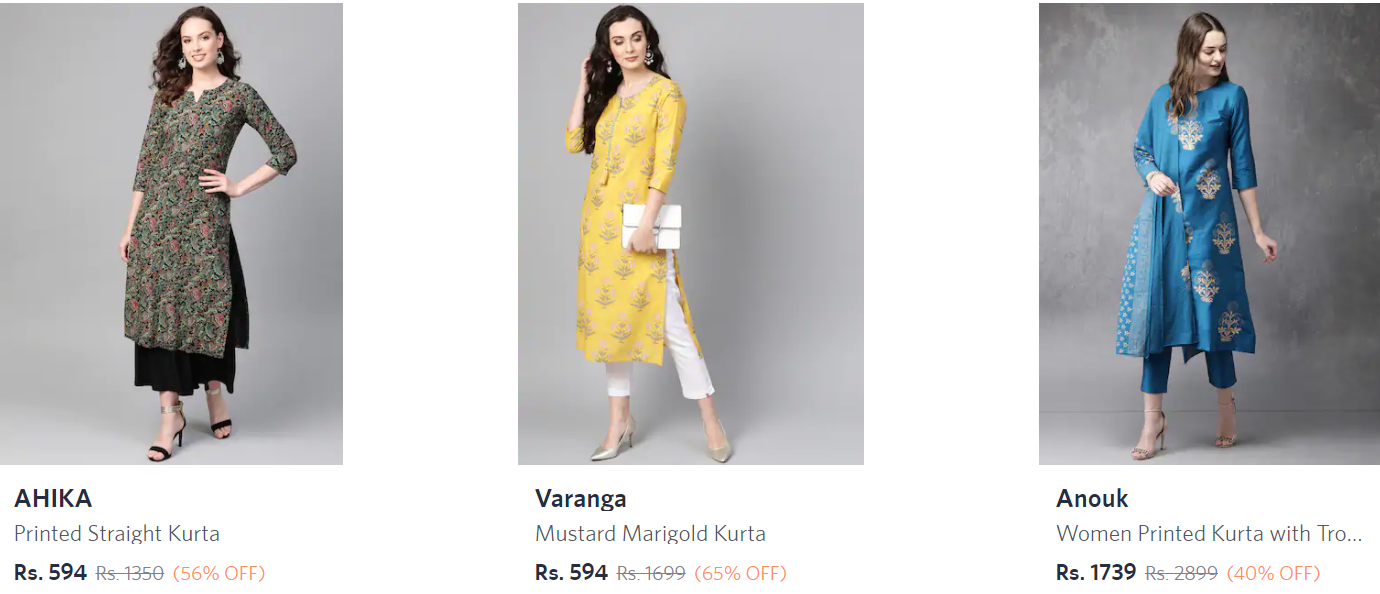 AHIKA
Printed Straight Kurta
Rs. 594 Rs. 1350 (56% OFF)
Varanga
Mustard Marigold Kurta
Rs. 594 Rs. 1699 (65% OFF)
Anouk
Women Printed Kurta with Tro...
Rs. 1739 Rs. 2899 (40% OFF)